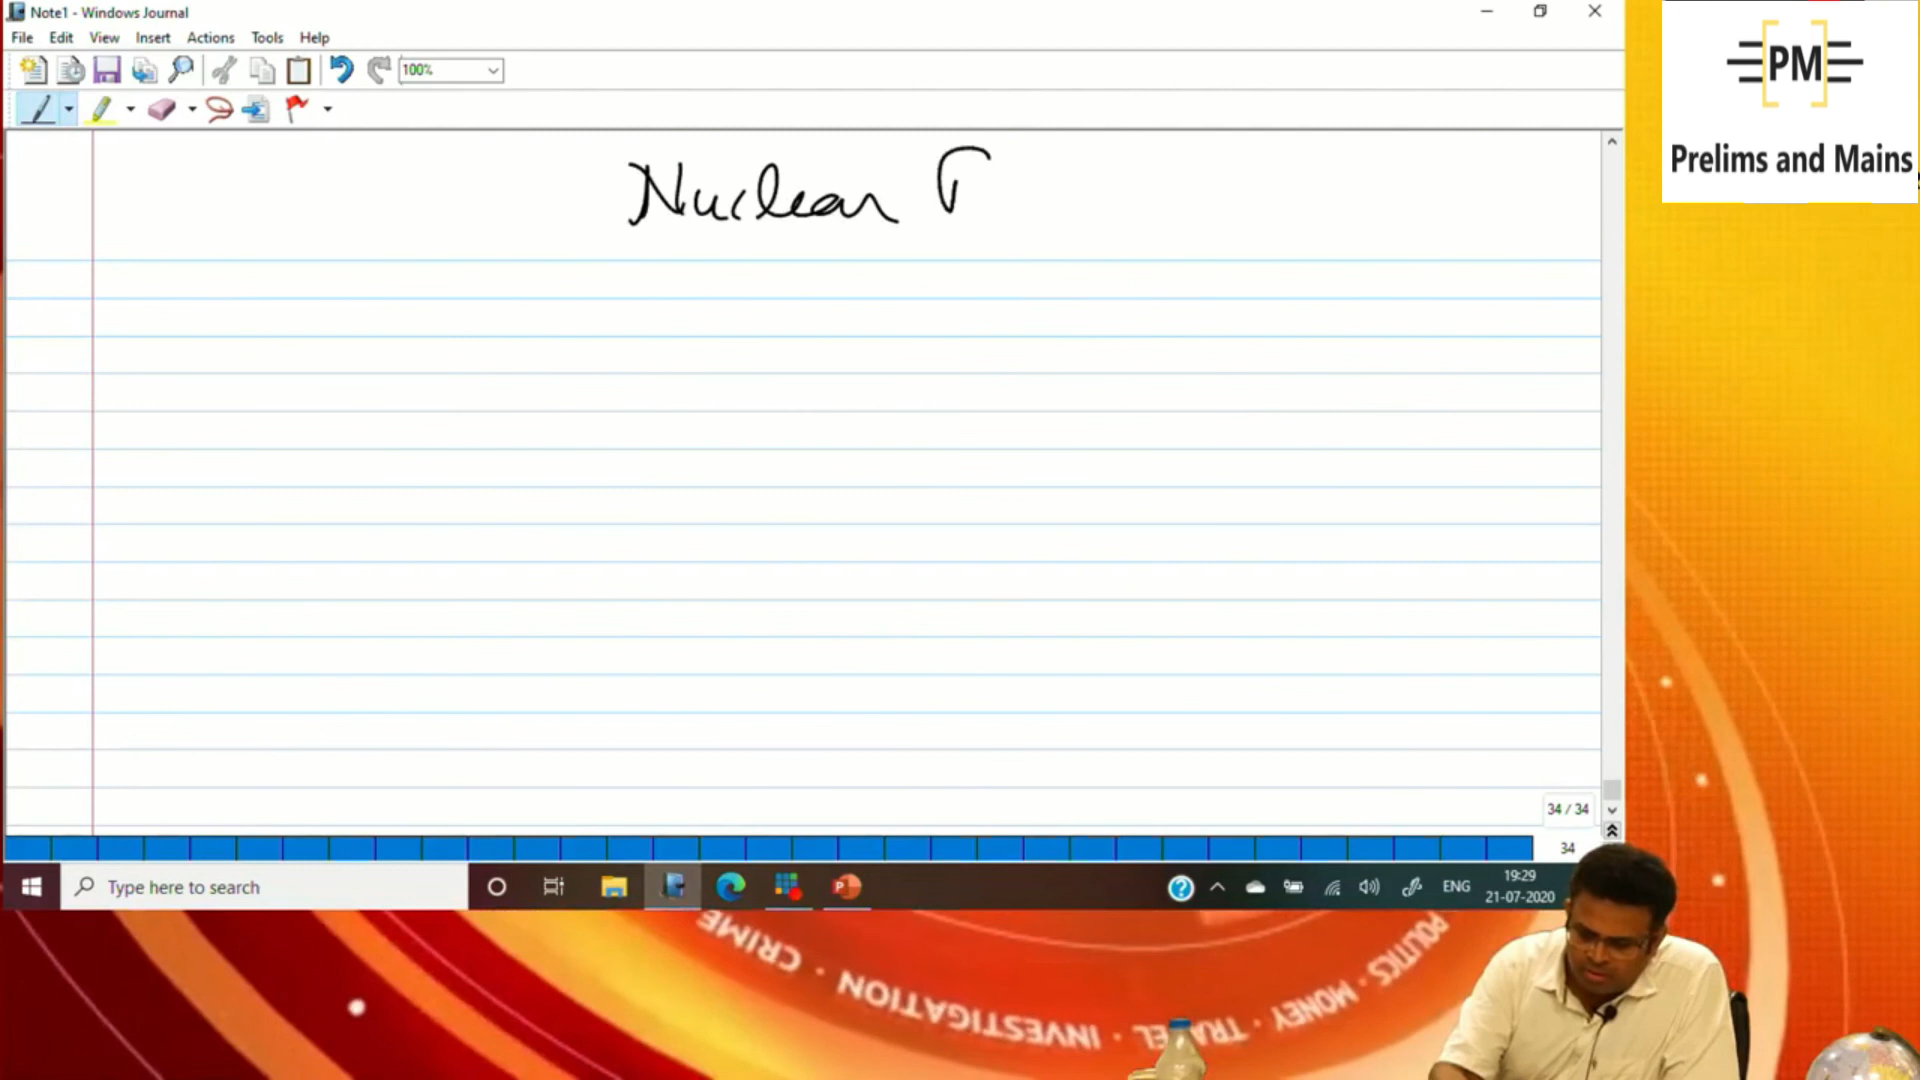 Note1 - Windows Journal
File Edit View Insert Actions Tools Help
100%
PM
Prelims and Mains
Nuclear
34 / 34
34
Type here to search
ENG
19:29
21-07-2020
CRIME · INVESTIGATION · TRAVEL · MONEY · POLITICS